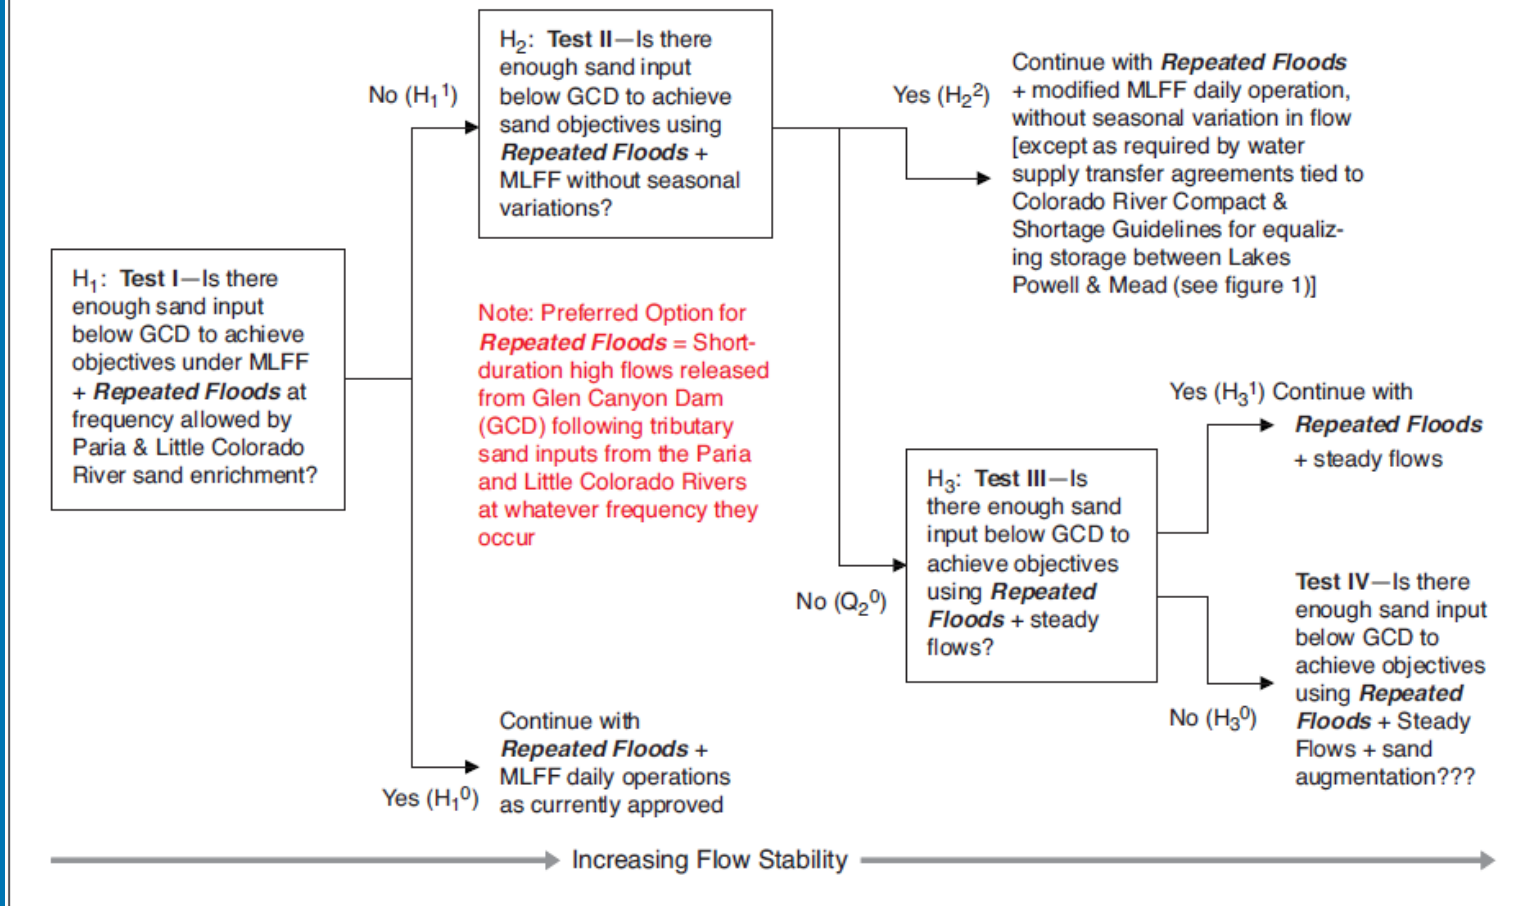 H₂: Test II—Is there
enough sand input
below GCD to achieve
sand objectives using
Repeated Floods +
MLFF without seasonal
variations?
No (H₁¹)
Yes (H₂²)
Continue with Repeated Floods
+ modified MLFF daily operation,
without seasonal variation in flow
[except as required by water
supply transfer agreements tied to
Colorado River Compact &
Shortage Guidelines for equaliz-
ing storage between Lakes
Powell & Mead (see figure 1)]
H₁: Test I—Is there
enough sand input
below GCD to achieve
objectives under MLFF
+ Repeated Floods at
frequency allowed by
Paria & Little Colorado
River sand enrichment?
Note: Preferred Option for
Repeated Floods = Short-
duration high flows released
from Glen Canyon Dam
(GCD) following tributary
sand inputs from the Paria
and Little Colorado Rivers
at whatever frequency they
occur
Yes (H₃¹) Continue with
Repeated Floods
+ steady flows
H₃: Test III—Is
there enough sand
input below GCD to
achieve objectives
using Repeated
Floods + steady
flows?
No (Q₂⁰)
Test IV—Is there
enough sand input
below GCD to
achieve objectives
using Repeated
Floods + Steady
Flows + sand
augmentation???
No (H₃⁰)
Continue with
Repeated Floods +
MLFF daily operations
as currently approved
Yes (H₁⁰)
Increasing Flow Stability